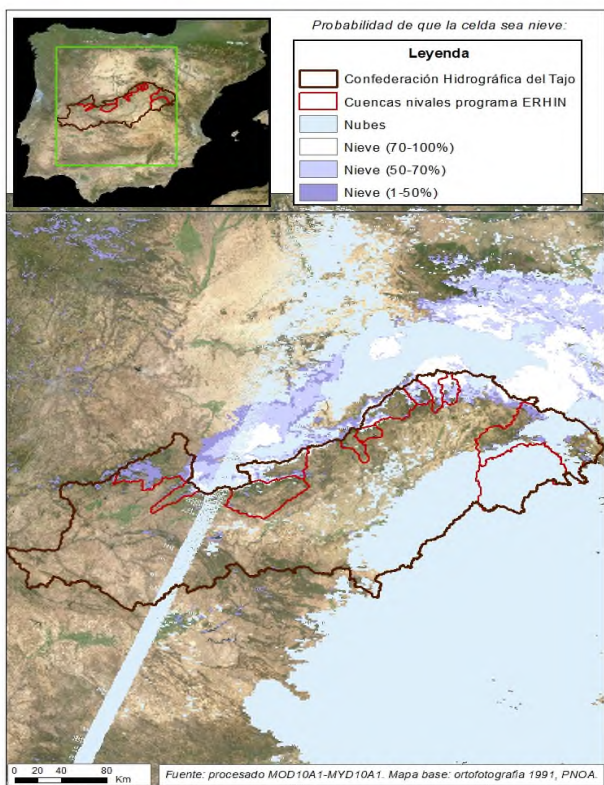 Probabilidad de que la celda sea nieve:
Leyenda
Confederación Hidrográfica del Tajo
Cuencas nivales programa ERHIN
Nubes
Nieve (70-100%)
Nieve (50-70%)
Nieve (1-50%)
0 20 40 80
Km
Fuente: procesado MOD10A1-MYD10A1. Mapa base: ortofotografía 1991, PNOA.